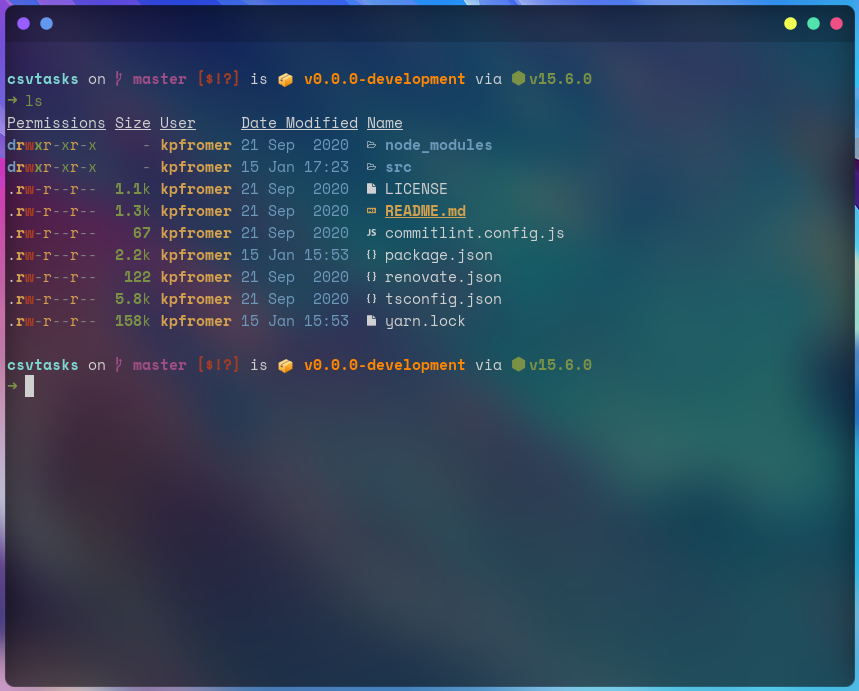 csvtasks on master [$!?] is 📦 v0.0.0-development via ⬢ v15.6.0
➜ ls
Permissions Size User Date Modified Name
drwxr-xr-x - kpfromer 21 Sep 2020 node_modules
drwxr-xr-x - kpfromer 15 Jan 17:23 src
.rw-r--r-- 1.1k kpfromer 21 Sep 2020 LICENSE
.rw-r--r-- 1.3k kpfromer 21 Sep 2020 README.md
.rw-r--r-- 67 kpfromer 21 Sep 2020 JS commitlint.config.js
.rw-r--r-- 2.2k kpfromer 15 Jan 15:53 {} package.json
.rw-r--r-- 122 kpfromer 21 Sep 2020 {} renovate.json
.rw-r--r-- 5.8k kpfromer 21 Sep 2020 {} tsconfig.json
.rw-r--r-- 158k kpfromer 15 Jan 15:53 yarn.lock
csvtasks on master [$!?] is 📦 v0.0.0-development via ⬢ v15.6.0
➜